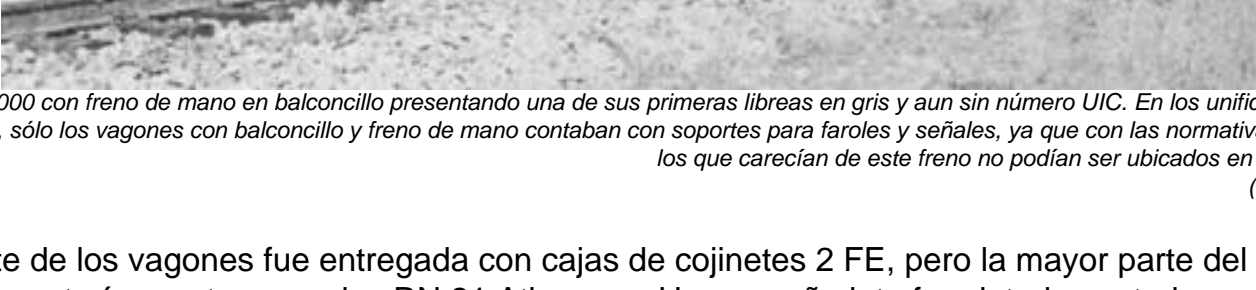 000 con freno de mano en balconcillo presentando una de sus primeras libreas en gris y aun sin número UIC. En los unific
, sólo los vagones con balconcillo y freno de mano contaban con soportes para faroles y señales, ya que con las normativ
los que carecían de este freno no podían ser ubicados en
(
te de los vagones fue entregada con cajas de cojinetes 2 FE, pero la mayor parte del